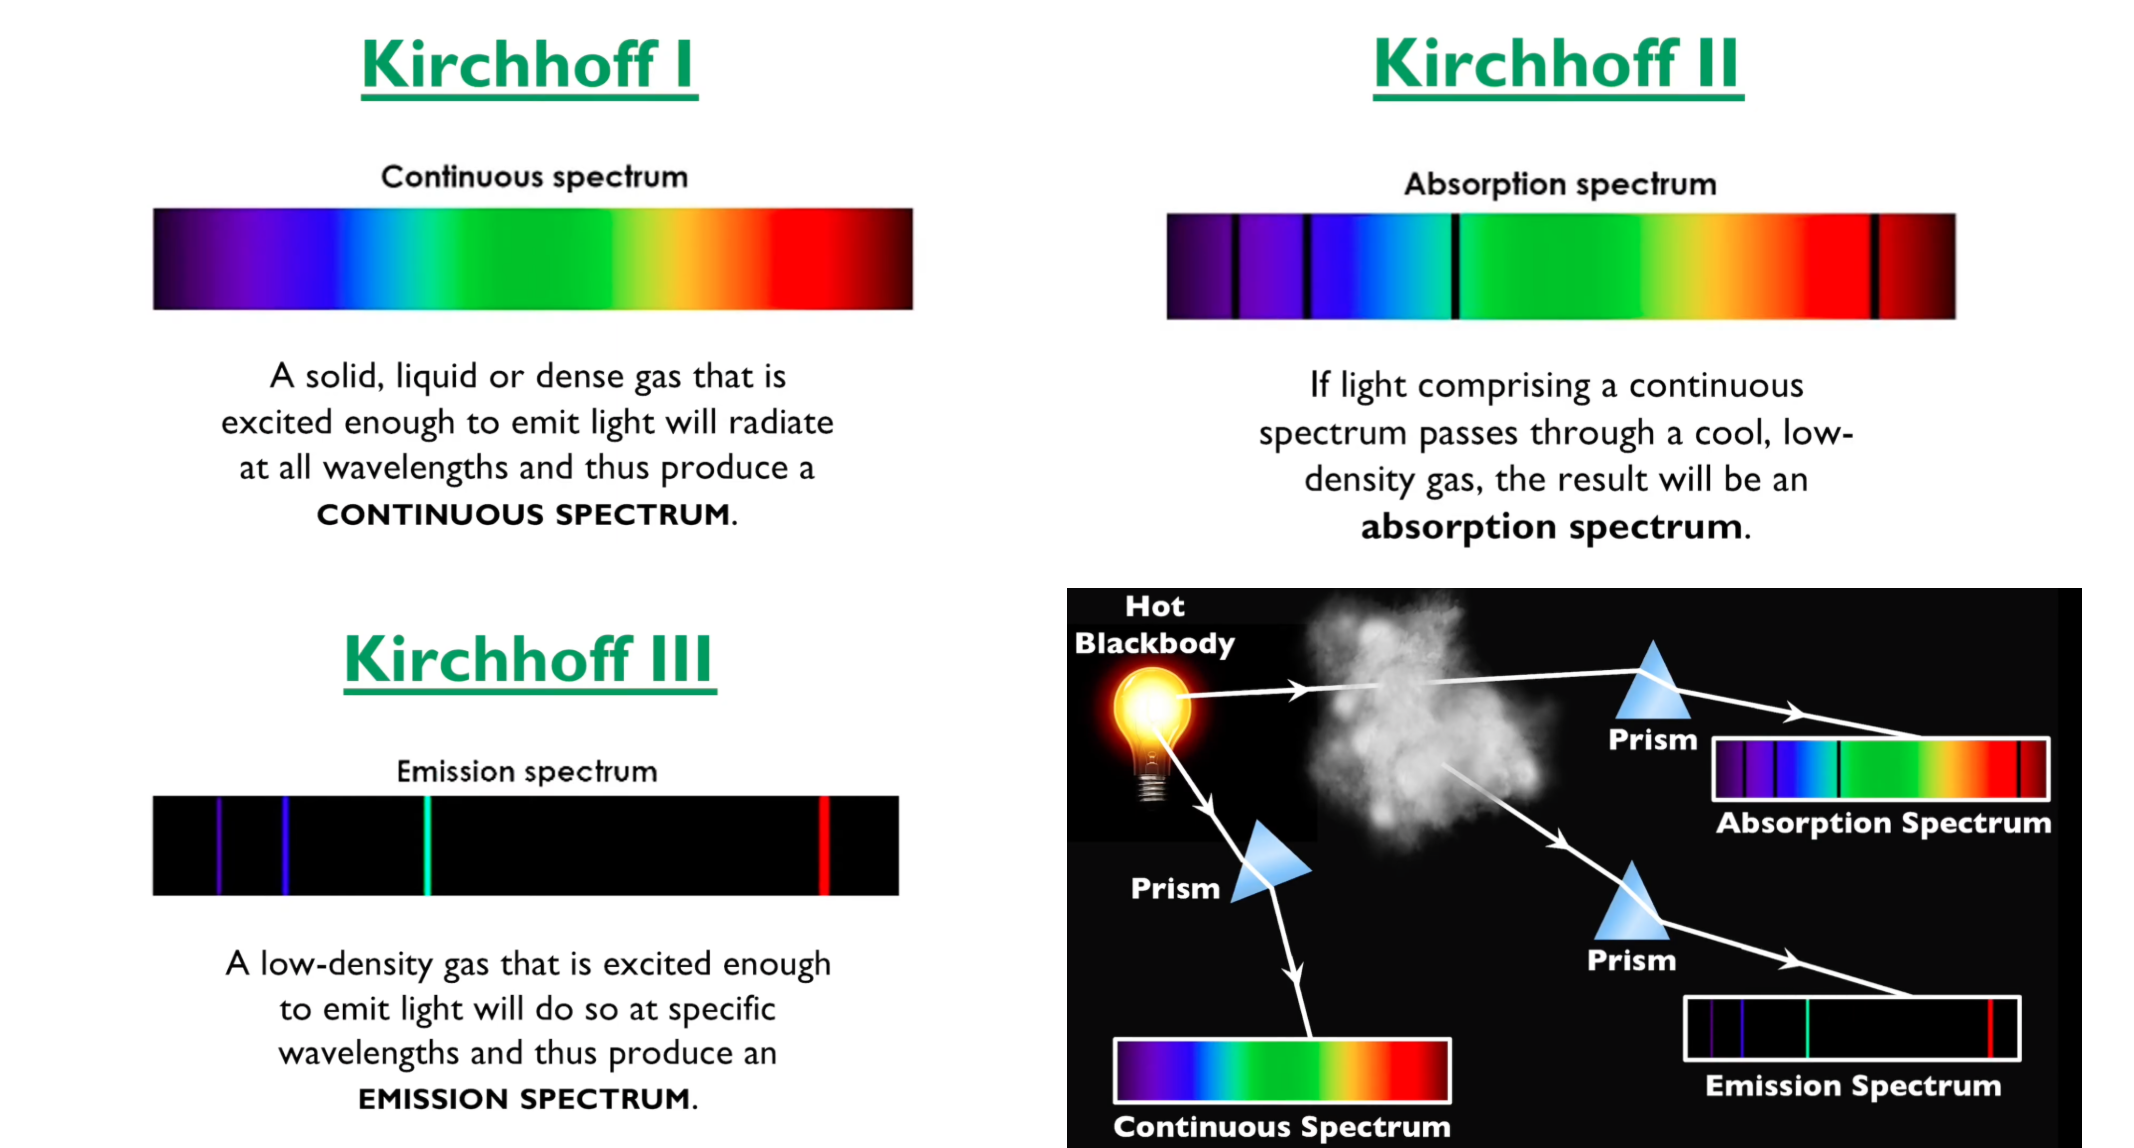 Kirchhoff I
Continuous spectrum
A solid, liquid or dense gas that is
excited enough to emit light will radiate
at all wavelengths and thus produce a
CONTINUOUS SPECTRUM.
Kirchhoff II
Absorption spectrum
If light comprising a continuous
spectrum passes through a cool, low-
density gas, the result will be an
absorption spectrum.
Kirchhoff III
Emission spectrum
A low-density gas that is excited enough
to emit light will do so at specific
wavelengths and thus produce an
EMISSION SPECTRUM.
Hot
Blackbody
Prism
Absorption Spectrum
Prism
Prism
Emission Spectrum
Continuous Spectrum